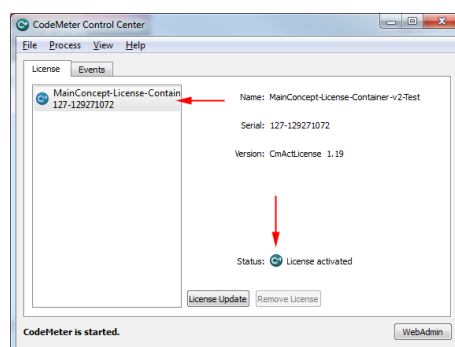 CodeMeter Control Center
File Process View Help
License Events
MainConcept-License-Contain
127-129271072
Name: MainConcept-License-Container-v2-Test
Serial: 127-129271072
Version: CmActLicense 1.19
Status: License activated
License Update Remove License
CodeMeter is started. WebAdmin